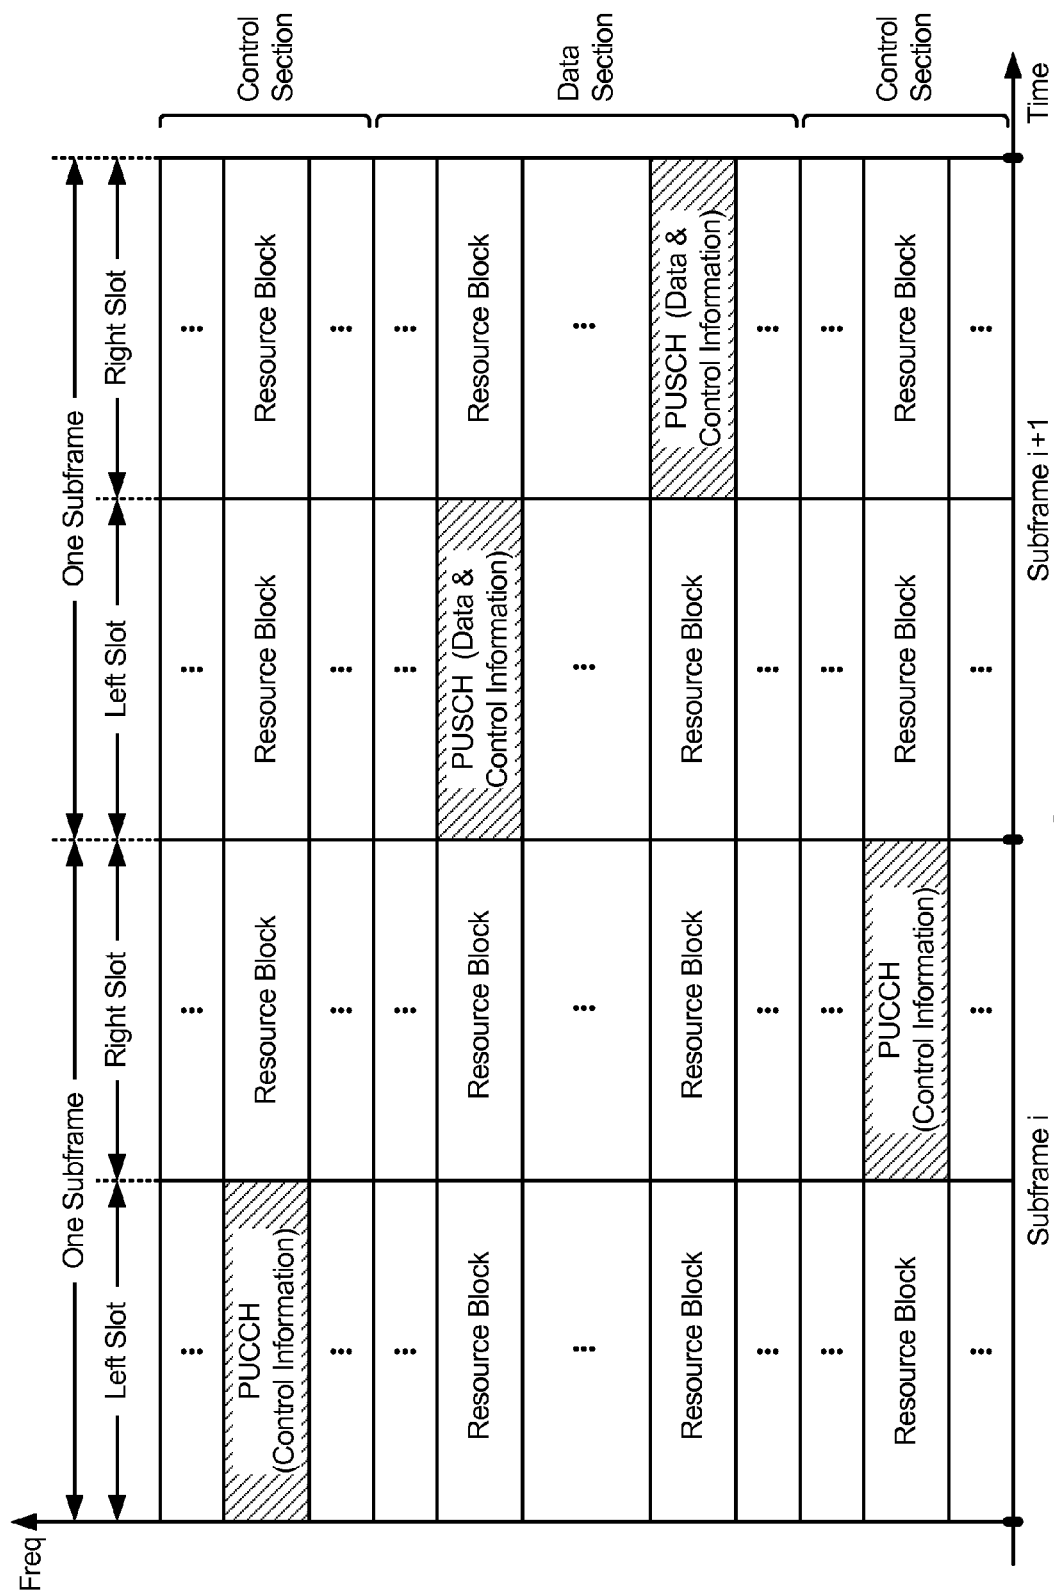 Freq
One Subframe
One Subframe
Left Slot
Right Slot
Left Slot
Right Slot
... ... ... ...
PUCCH
(Control Information)
Resource Block
Resource Block
Resource Block
Control
Section
... ... ... ...
... ... ... ...
Resource Block
Resource Block
PUSCH (Data &
Control Information)
Resource Block
... ... ... ...
Data
Section
Resource Block
Resource Block
Resource Block
PUSCH (Data &
Control Information)
... ... ... ...
... ... ... ...
Resource Block
PUCCH
(Control Information)
Resource Block
Resource Block
Control
Section
... ... ... ...
Subframe i
Subframe i+1
Time